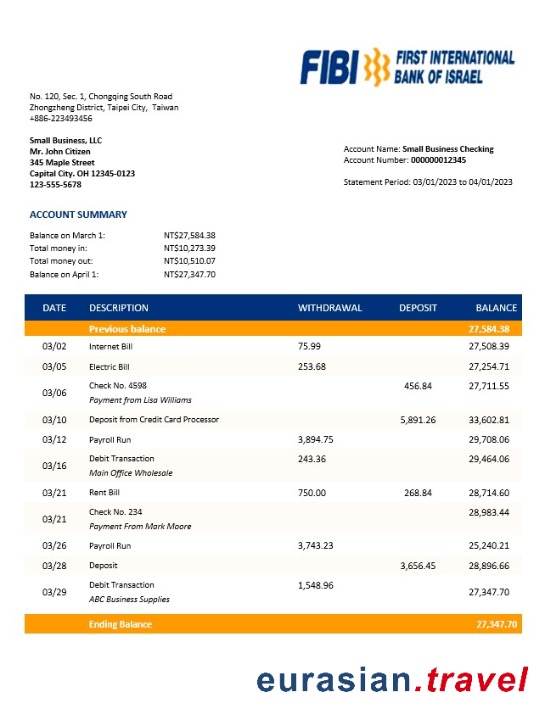 FIBI FIRST INTERNATIONAL
BANK OF ISRAEL
No. 120, Sec. 1, Chongqing South Road
Zhongzheng District, Taipei City, Taiwan
+886-223493456
Small Business, LLC
Mr. John Citizen
345 Maple Street
Capital City. OH 12345-0123
123-555-5678
Account Name: Small Business Checking
Account Number: 000000012345
Statement Period: 03/01/2023 to 04/01/2023
ACCOUNT SUMMARY
Balance on March 1: NT$27,584.38
Total money in: NT$10,273.39
Total money out: NT$10,510.07
Balance on April 1: NT$27,347.70
DATE DESCRIPTION WITHDRAWAL DEPOSIT BALANCE
Previous balance 27,584.38
03/02 Internet Bill 75.99 27,508.39
03/05 Electric Bill 253.68 27,254.71
03/06 Check No. 4598 456.84 27,711.55
Payment from Lisa Williams
03/10 Deposit from Credit Card Processor 5,891.26 33,602.81
03/12 Payroll Run 3,894.75 29,708.06
03/16 Debit Transaction 243.36 29,464.06
Main Office Wholesale
03/21 Rent Bill 750.00 268.84 28,714.60
03/21 Check No. 234 28,983.44
Payment From Mark Moore
03/26 Payroll Run 3,743.23 25,240.21
03/28 Deposit 3,656.45 28,896.66
03/29 Debit Transaction 1,548.96 27,347.70
ABC Business Supplies
Ending Balance 27,347.70
eurasian.travel